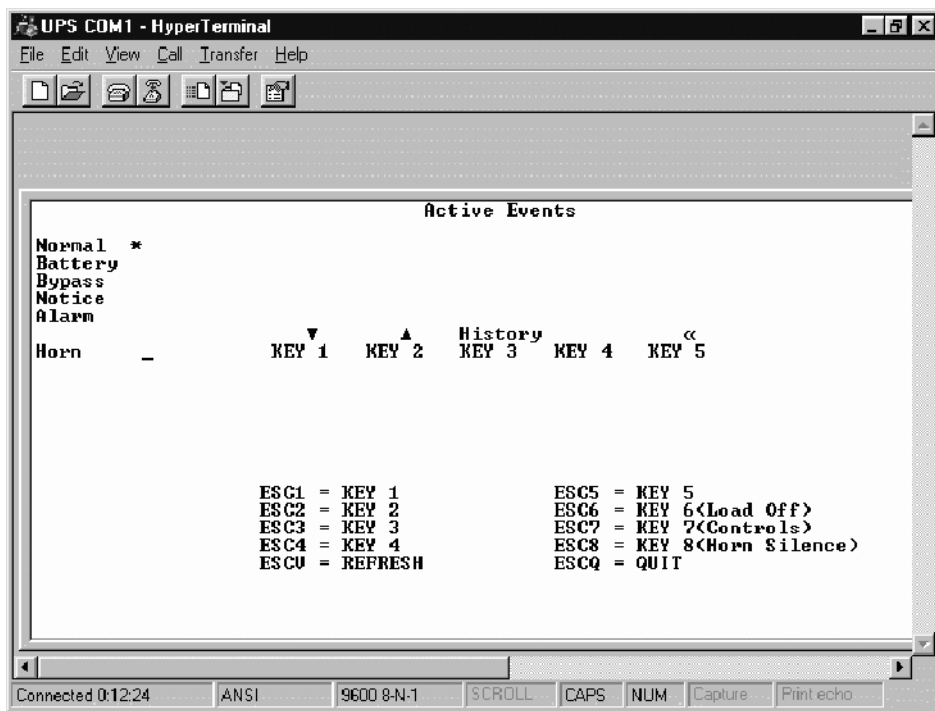 UPS COM1 - HyperTerminal
File Edit View Call Transfer Help
Active Events
Normal *
Battery
Bypass
Notice
Alarm
▼ ▲ History «
Horn _ KEY 1 KEY 2 KEY 3 KEY 4 KEY 5
ESC1 = KEY 1 ESC5 = KEY 5
ESC2 = KEY 2 ESC6 = KEY 6(Load Off)
ESC3 = KEY 3 ESC7 = KEY 7(Controls)
ESC4 = KEY 4 ESC8 = KEY 8(Horn Silence)
ESCV = REFRESH ESCQ = QUIT
Connected 0:12:24 ANSI 9600 8-N-1 SCROLL CAPS NUM Capture Print echo